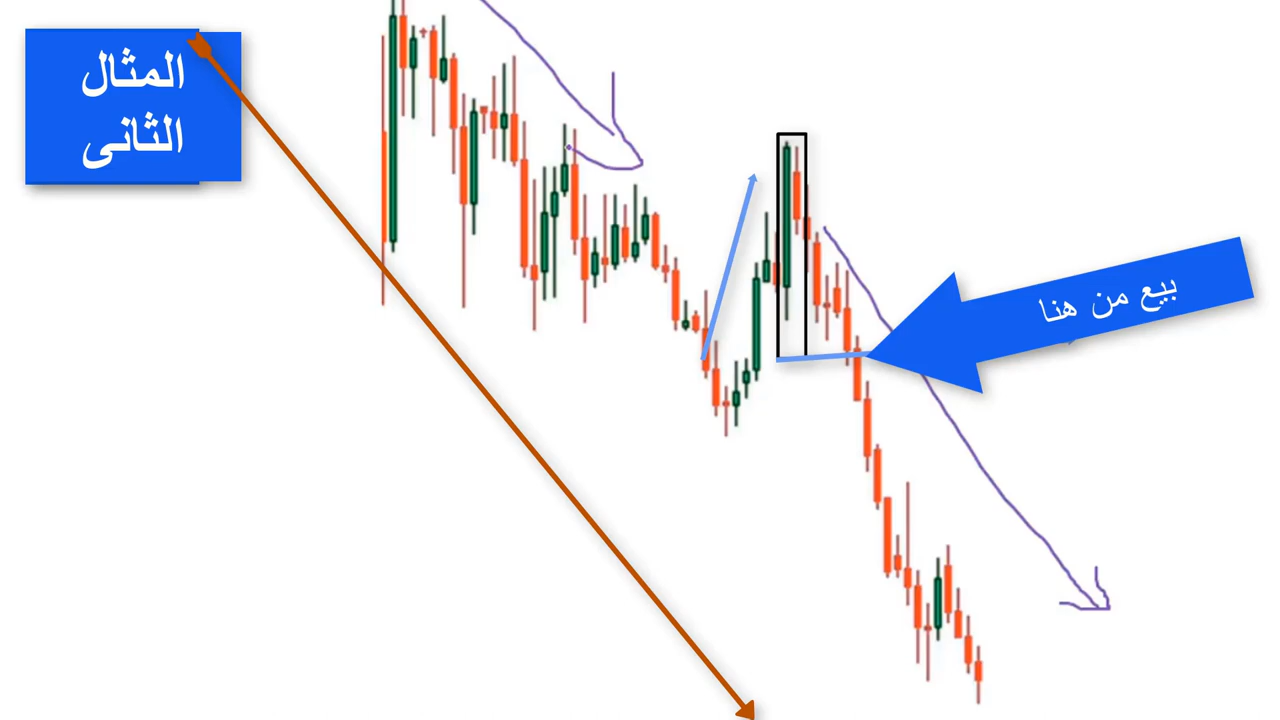 المثال
الثانى
بيع من هنا